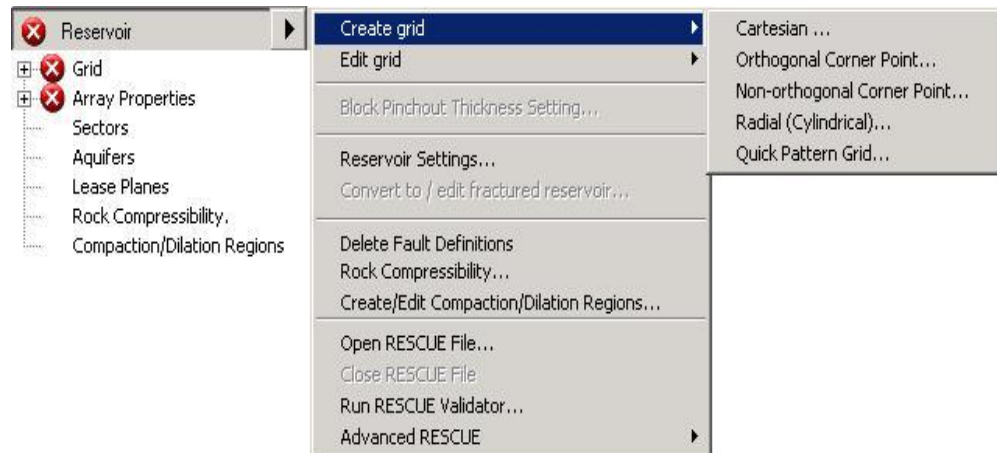 Reservoir
Grid
Array Properties
Sectors
Aquifers
Lease Planes
Rock Compressibility.
Compaction/Dilation Regions
Create grid
Edit grid
Block Pinchout Thickness Setting...
Reservoir Settings...
Convert to / edit fractured reservoir...
Delete Fault Definitions
Rock Compressibility...
Create/Edit Compaction/Dilation Regions...
Open RESCUE File...
Close RESCUE File
Run RESCUE Validator...
Advanced RESCUE
Cartesian ...
Orthogonal Corner Point...
Non-orthogonal Corner Point...
Radial (Cylindrical)...
Quick Pattern Grid...